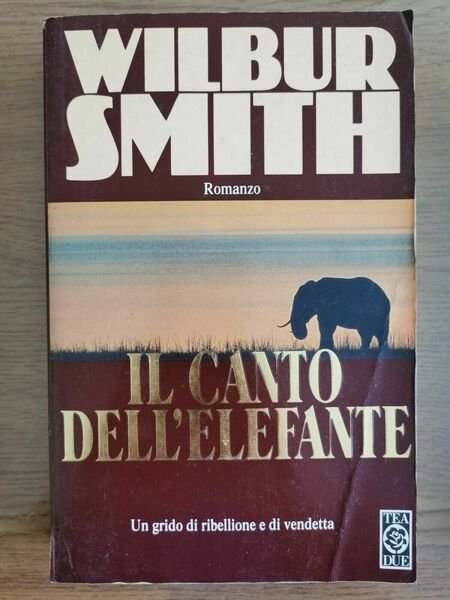 WILBUR
SMITH
Romanzo
IL CANTO
DELL'ELEFANTE
Un grido di ribellione e di vendetta
TEA
DUE